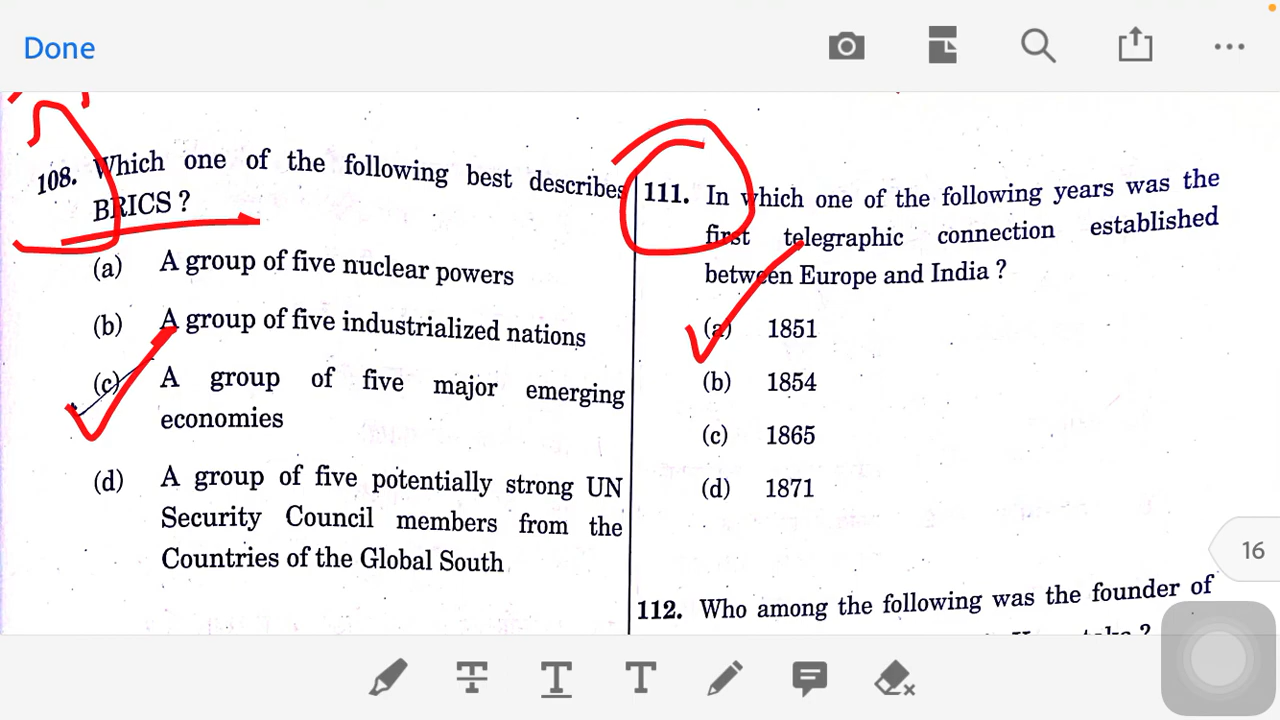 Done
108. Which one of the following best describes
BRICS ?
(a) A group of five nuclear powers
(b) A group of five industrialized nations
(c) A group of five major emerging
economies
(d) A group of five potentially strong UN
Security Council members from the
Countries of the Global South
111. In which one of the following years was the
first telegraphic connection established
between Europe and India ?
(a) 1851
(b) 1854
(c) 1865
(d) 1871
112. Who among the following was the founder of
16